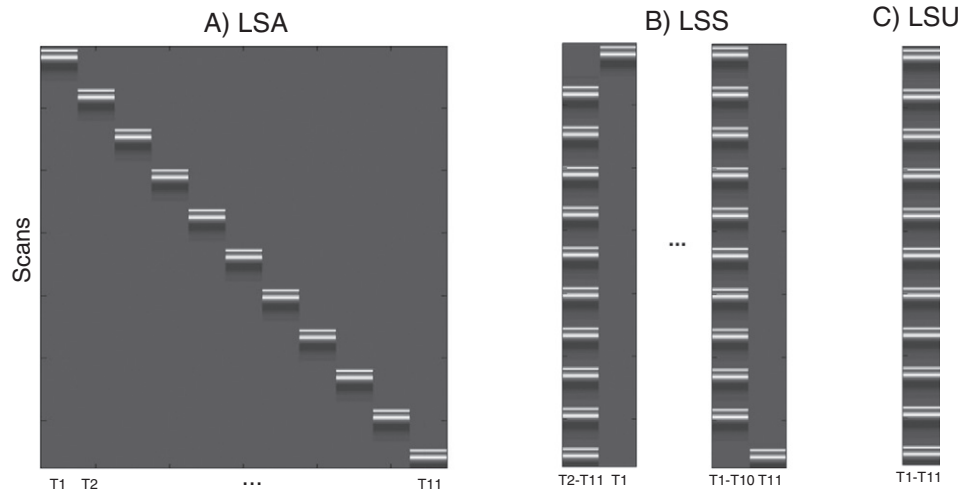 A) LSA
B) LSS
C) LSU
Scans
...
T1 T2 ... T11
T2-T11 T1
T1-T10 T11
T1-T11